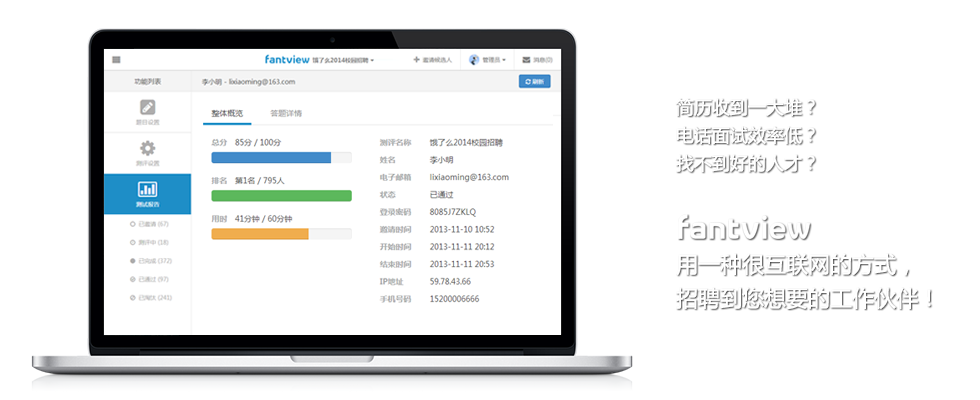 fantview 饿了么2014校园招聘
邀请候选人
管理员
消息(0)
功能列表
李小明 - lixiaoming@163.com
刷新
题目设置
测评设置
测试报告
已邀请 (67)
测评中 (18)
已完成 (372)
已通过 (97)
已淘汰 (241)
整体概览 答题详情
总分 85分 / 100分
排名 第1名 / 795人
用时 41分钟 / 60分钟
测评名称 饿了么2014校园招聘
姓名 李小明
电子邮箱 lixiaoming@163.com
状态 已通过
登录密码 8085J7ZKLQ
邀请时间 2013-11-10 10:52
开始时间 2013-11-11 20:12
结束时间 2013-11-11 20:53
IP地址 59.78.43.66
手机号码 15200006666
简历收到一大堆？
电话面试效率低？
找不到好的人才？
fantview
用一种很互联网的方式，
招聘到您想要的工作伙伴！